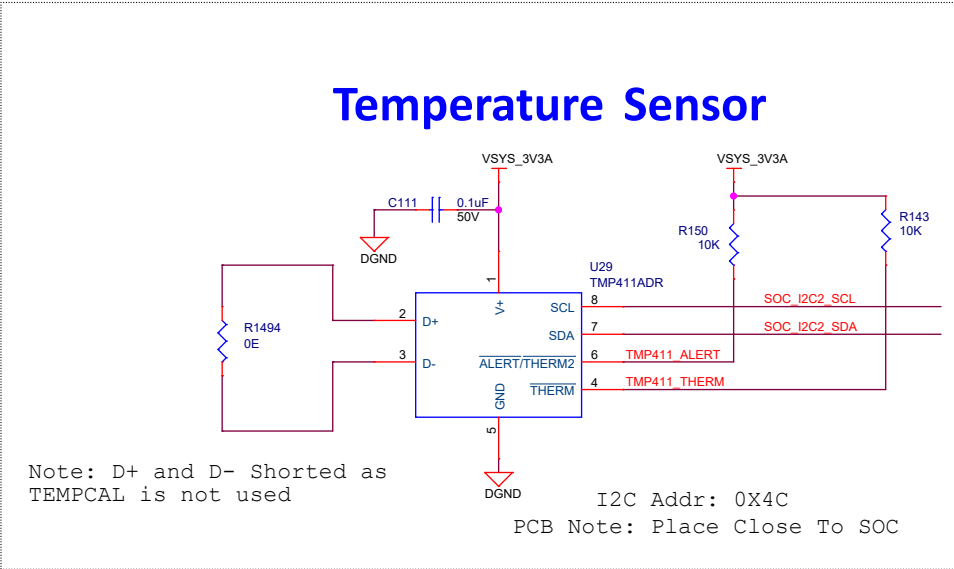 Temperature Sensor
VSYS_3V3A
VSYS_3V3A
C111
0.1uF
50V
DGND
R150
10K
R143
10K
U29
TMP411ADR
1
V+
R1494
0E
2
D+
3
D-
SCL
8
SOC_I2C2_SCL
SDA
7
SOC_I2C2_SDA
ALERT/THERM2
6
TMP411_ALERT
THERM
4
TMP411_THERM
GND
5
DGND
Note: D+ and D- Shorted as
TEMPCAL is not used
I2C Addr: 0X4C
PCB Note: Place Close To SOC